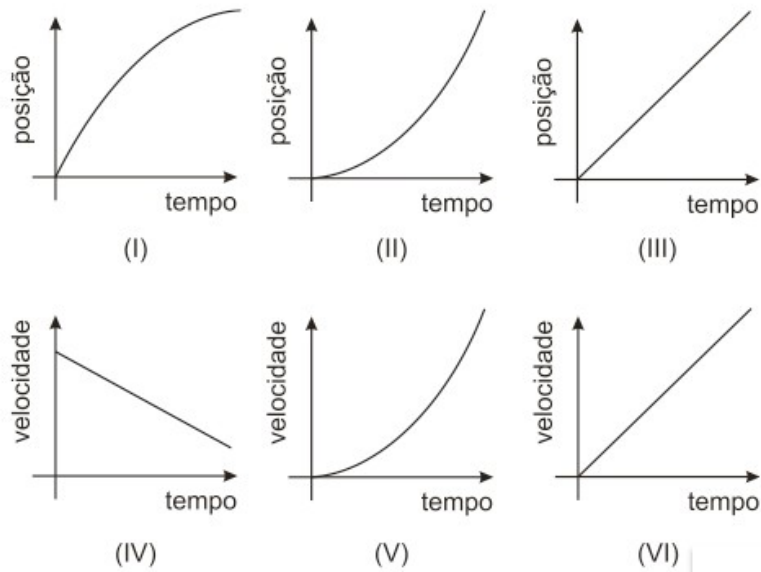 posição posição posição
tempo tempo tempo
(I) (II) (III)
velocidade velocidade velocidade
tempo tempo tempo
(IV) (V) (VI)